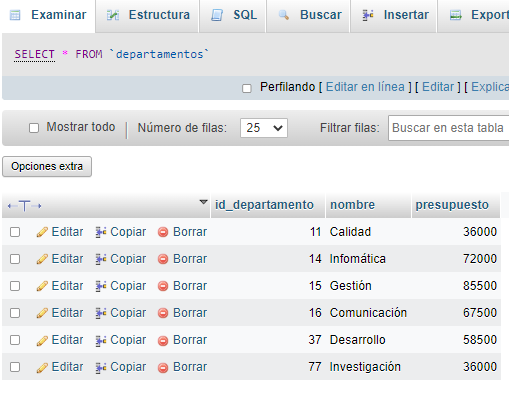 Examinar Estructura SQL Buscar Insertar Export
SELECT * FROM `departamentos`
Perfilando [ Editar en línea ] [ Editar ] [ Explica
Mostrar todo Número de filas: 25 Filtrar filas: Buscar en esta tabla
Opciones extra
id_departamento nombre presupuesto
Editar Copiar Borrar 11 Calidad 36000
Editar Copiar Borrar 14 Infomática 72000
Editar Copiar Borrar 15 Gestión 85500
Editar Copiar Borrar 16 Comunicación 67500
Editar Copiar Borrar 37 Desarrollo 58500
Editar Copiar Borrar 77 Investigación 36000